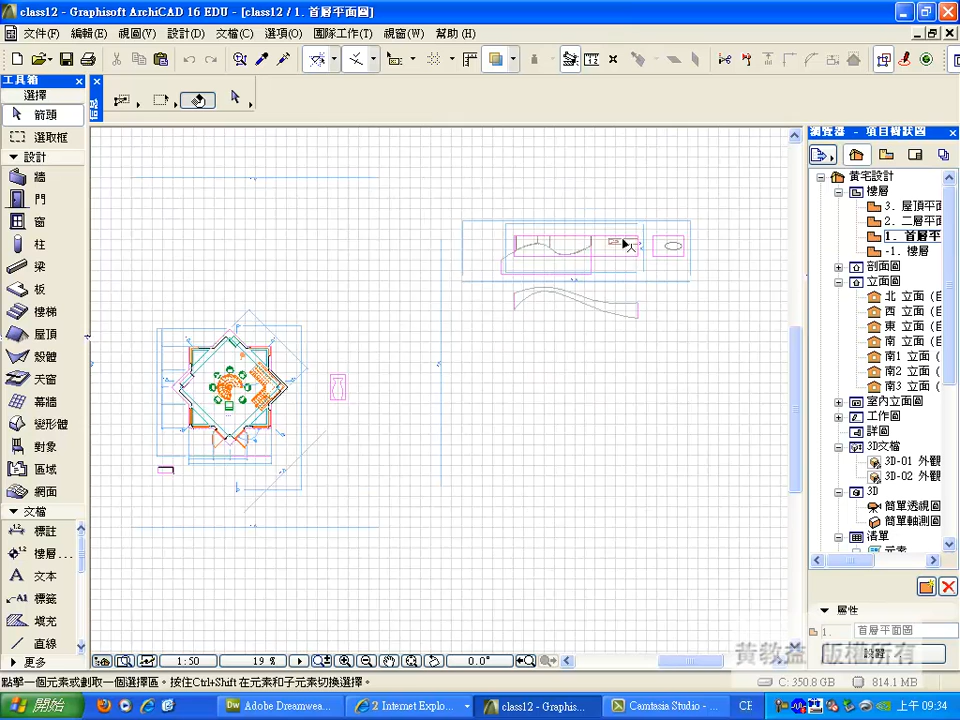 class12 - Graphisoft ArchiCAD 16 EDU - [class12 / 1. 首層平面圖]
文件(F) 編輯(E) 視圖(V) 設計(D) 文檔(C) 選項(O) 團隊工作(T) 視窗(W) 幫助(H)
工具箱
選擇
箭頭
選取框
設計
牆
門
窗
柱
梁
板
樓梯
屋頂
殼體
天窗
幕牆
變形體
對象
區域
網面
文檔
標註
樓層...
A 文本
A1 標籤
填充
直線
更多
瀏覽器 - 項目樹狀圖
黃宅設計
樓層
3. 屋頂平面
2. 二層平面
1. 首層平
-1. 樓層
剖面圖
立面圖
北 立面 (自
西 立面 (自
東 立面 (自
南 立面 (自
南1 立面 (
南2 立面 (
南3 立面 (
室內立面圖
工作圖
詳圖
3D文檔
3D-01 外觀
3D-02 外觀
3D
簡單透視圖
簡單軸測圖
清單
元素
屬性
1. 首層平面圖
設置...
黃教益 版權所有
1:50 19 % 0.0°
點擊一個元素或劃取一個選擇區。按住Ctrl+Shift 在元素和子元素切換選擇。
C: 350.8 GB 814.1 MB
開始 Adobe Dreamwea... 2 Internet Explo... class12 - Graphis... Camtasia Studio - ... CE 上午 09:34